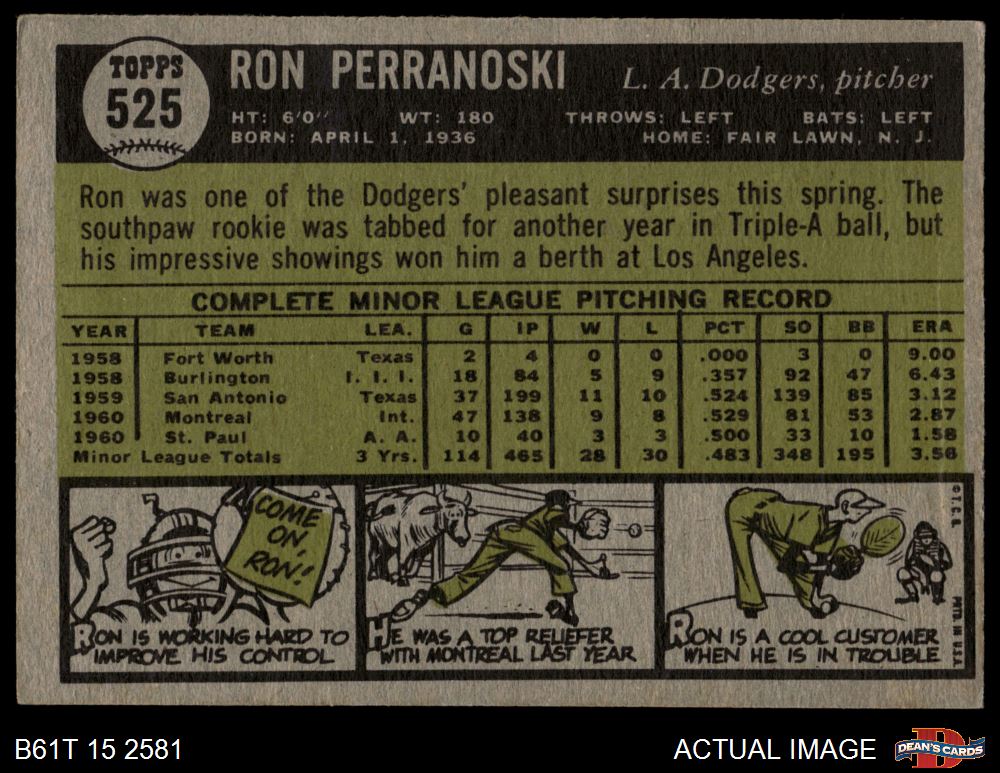 TOPPS
525
RON PERRANOSKI
L. A. Dodgers, pitcher
HT: 6'0" WT: 180 THROWS: LEFT BATS: LEFT
BORN: APRIL 1, 1936 HOME: FAIR LAWN, N. J.
Ron was one of the Dodgers' pleasant surprises this spring. The
southpaw rookie was tabbed for another year in Triple-A ball, but
his impressive showings won him a berth at Los Angeles.
COMPLETE MINOR LEAGUE PITCHING RECORD
YEAR TEAM LEA. G IP W L PCT SO BB ERA
1958 Fort Worth Texas 2 4 0 0 .000 3 0 9.00
1958 Burlington I. I. I. 18 84 5 9 .357 92 47 6.43
1959 San Antonio Texas 37 199 11 10 .524 139 85 3.12
1960 Montreal Int. 47 138 9 8 .529 81 53 2.87
1960 St. Paul A. A. 10 40 3 3 .500 33 10 1.58
Minor League Totals 3 Yrs. 114 465 28 30 .483 348 195 3.56
COME
ON,
RON!
RON IS WORKING HARD TO
IMPROVE HIS CONTROL
HE WAS A TOP RELIEFER
WITH MONTREAL LAST YEAR
RON IS A COOL CUSTOMER
WHEN HE IS IN TROUBLE
© T. C. G. PRTD. IN U.S.A.
B61T 15 2581
ACTUAL IMAGE
D
DEAN'S CARDS